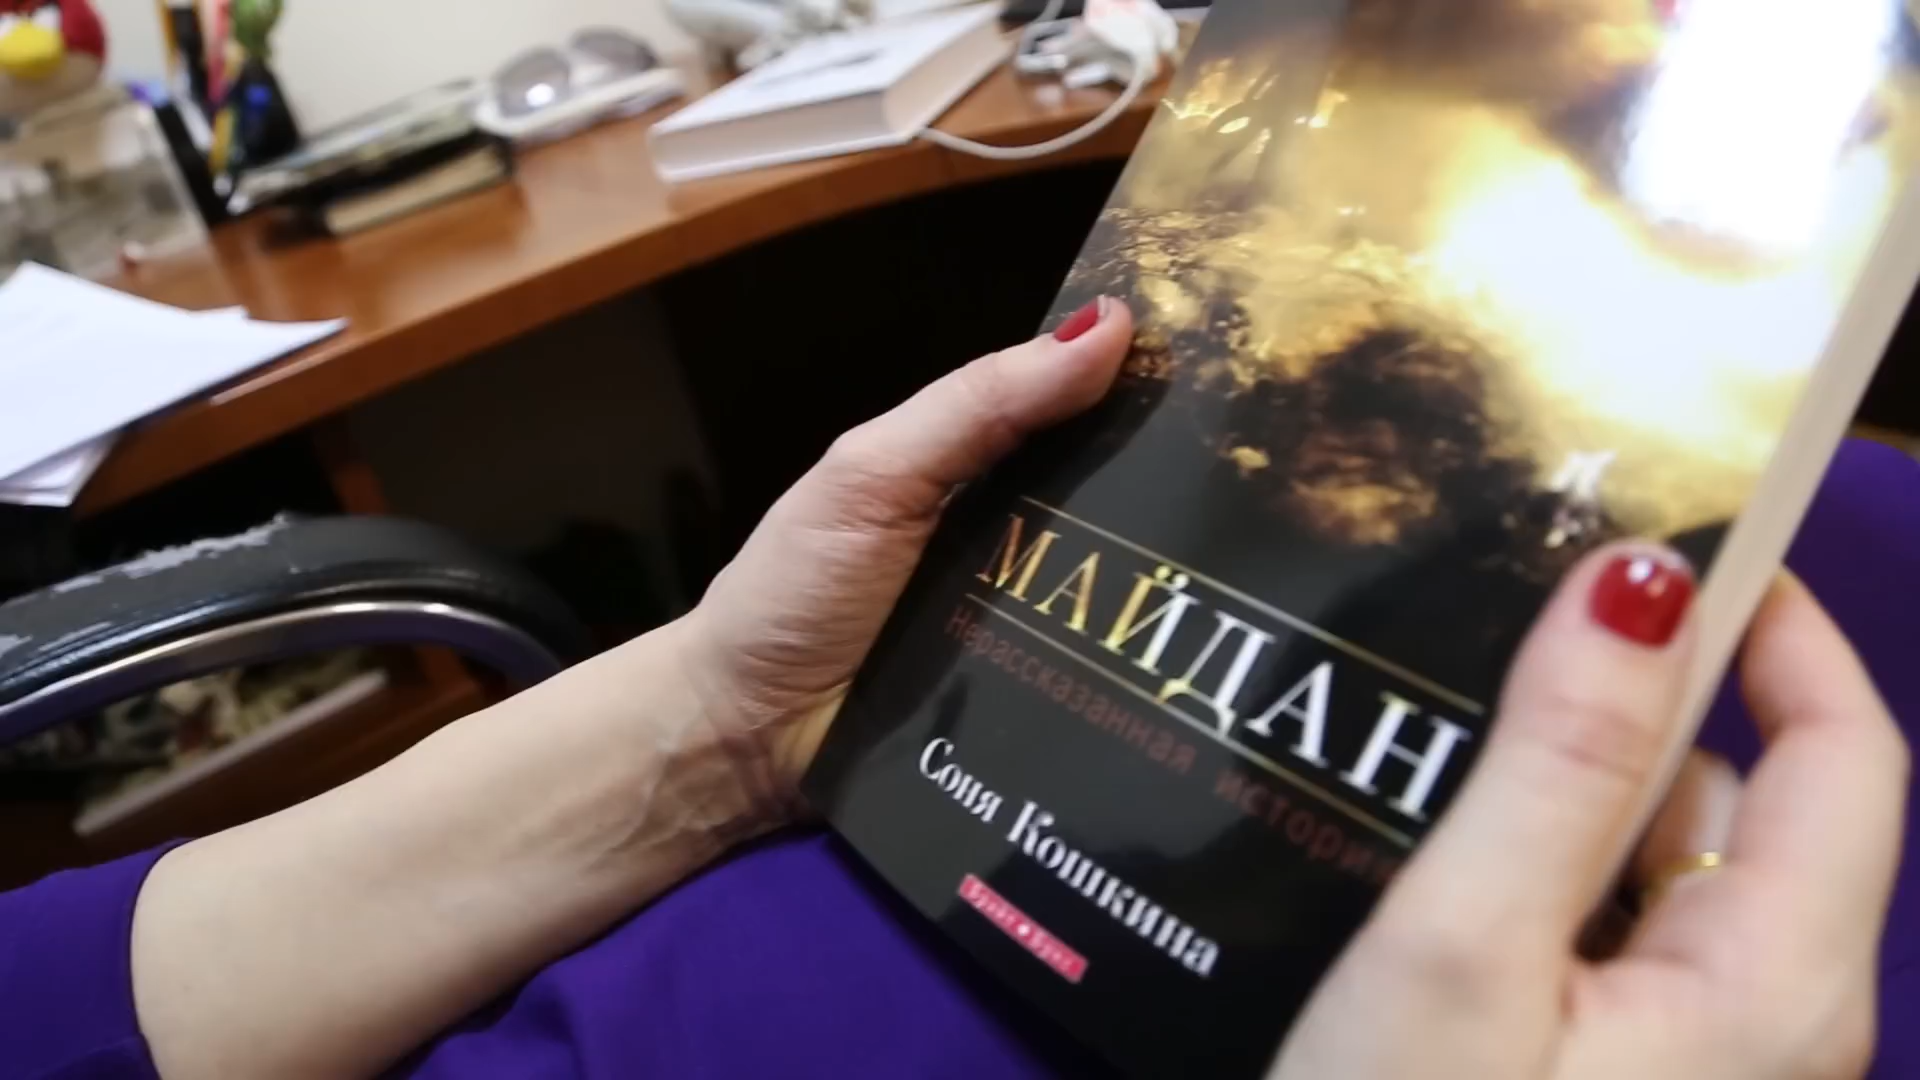 МАЙДАН
Нерассказанная история
Соня Кошкина